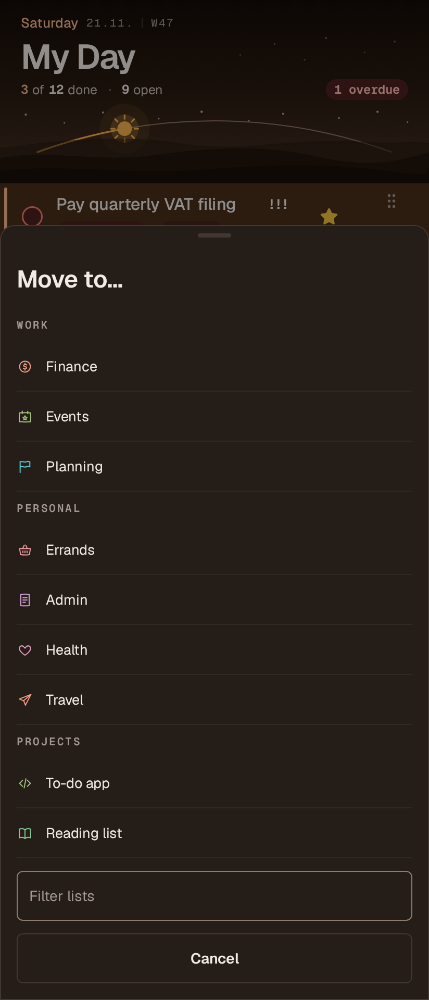 Saturday 21.11. | W47
My Day
3 of 12 done · 9 open
1 overdue
Pay quarterly VAT filing !!!
Move to...
WORK
Finance
Events
Planning
PERSONAL
Errands
Admin
Health
Travel
PROJECTS
To-do app
Reading list
Filter lists
Cancel